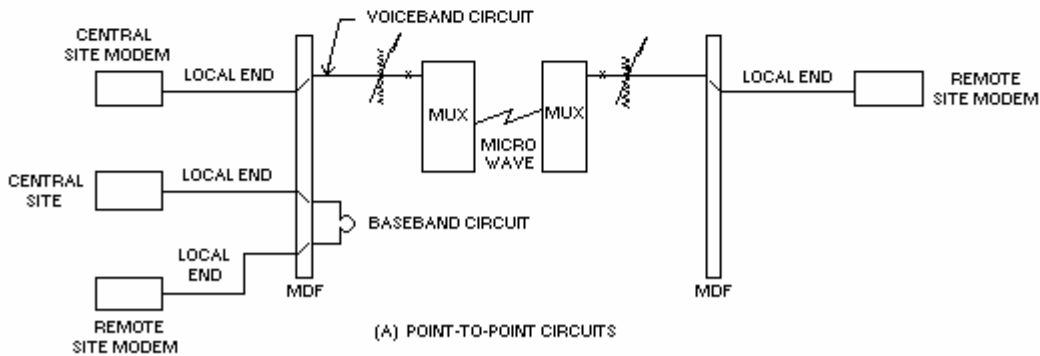 VOICEBAND CIRCUIT
CENTRAL
SITE MODEM
LOCAL END
MUX
MICRO
WAVE
MUX
LOCAL END
REMOTE
SITE MODEM
CENTRAL
SITE
LOCAL END
BASEBAND CIRCUIT
LOCAL
END
REMOTE
SITE MODEM
MDF
MDF
(A) POINT-TO-POINT CIRCUITS